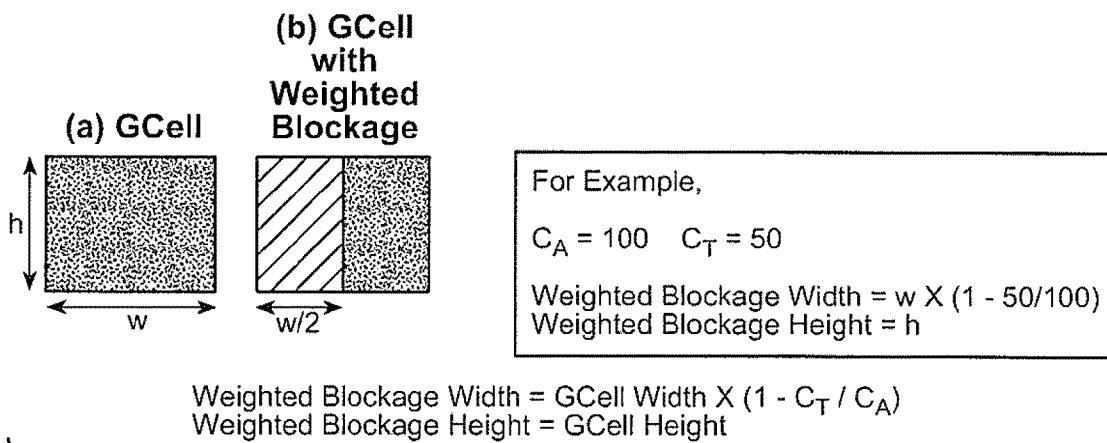 (b) GCell
with
Weighted
Blockage
(a) GCell
h
w
w/2
For Example,
C_A = 100 C_T = 50
Weighted Blockage Width = w X (1 - 50/100)
Weighted Blockage Height = h
Weighted Blockage Width = GCell Width X (1 - C_T / C_A)
Weighted Blockage Height = GCell Height